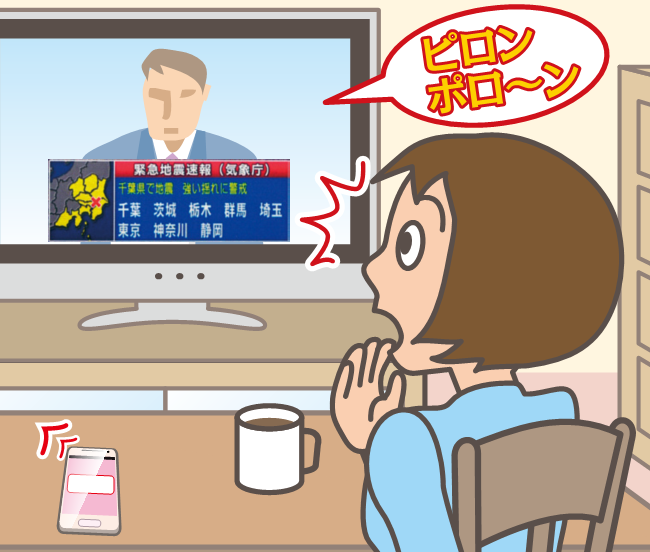 ピロン
ポロ〜ン
緊急地震速報（気象庁）
千葉県で地震　強い揺れに警戒
千葉　茨城　栃木　群馬　埼玉
東京　神奈川　静岡